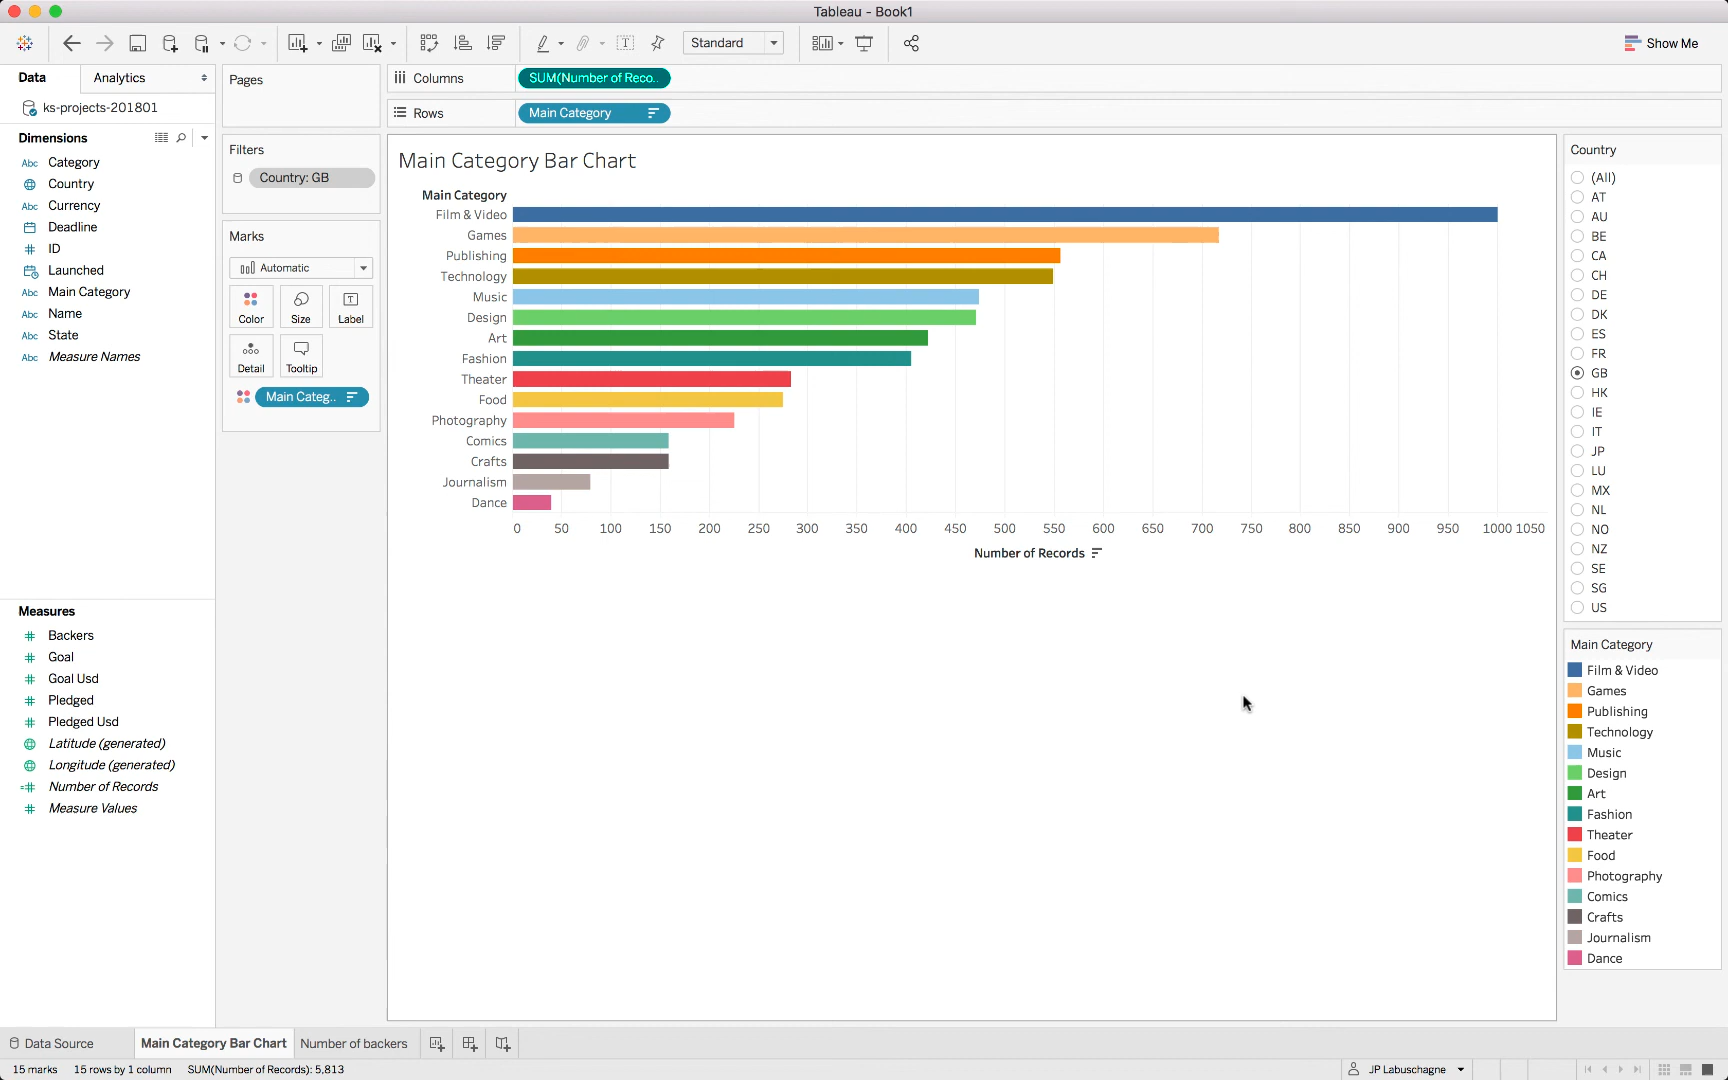 Tableau - Book1
Standard
Show Me
Data
Analytics
ks-projects-201801
Dimensions
Abc Category
Country
Abc Currency
Deadline
ID
Launched
Abc Main Category
Abc Name
Abc State
Abc Measure Names
Measures
Backers
Goal
Goal Usd
Pledged
Pledged Usd
Latitude (generated)
Longitude (generated)
Number of Records
Measure Values
Pages
Filters
Country: GB
Marks
Automatic
Color
Size
Label
Detail
Tooltip
Main Categ..
Columns
SUM(Number of Reco..
Rows
Main Category
Main Category Bar Chart
Main Category
Film & Video
Games
Publishing
Technology
Music
Design
Art
Fashion
Theater
Food
Photography
Comics
Crafts
Journalism
Dance
0 50 100 150 200 250 300 350 400 450 500 550 600 650 700 750 800 850 900 950 1000 1050
Number of Records
Country
(All)
AT
AU
BE
CA
CH
DE
DK
ES
FR
GB
HK
IE
IT
JP
LU
MX
NL
NO
NZ
SE
SG
US
Main Category
Film & Video
Games
Publishing
Technology
Music
Design
Art
Fashion
Theater
Food
Photography
Comics
Crafts
Journalism
Dance
Data Source
Main Category Bar Chart
Number of backers
15 marks
15 rows by 1 column
SUM(Number of Records): 5,813
JP Labuschagne